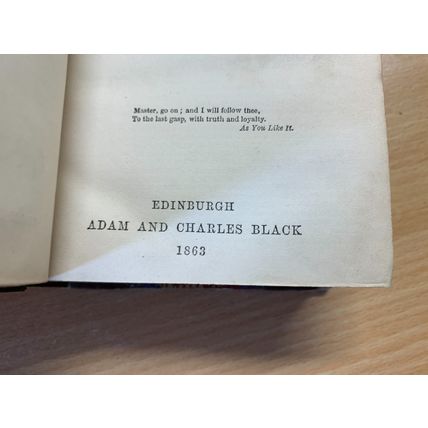 Master, go on; and I will follow thee,
To the last gasp, with truth and loyalty.
As You Like It.
EDINBURGH
ADAM AND CHARLES BLACK
1863